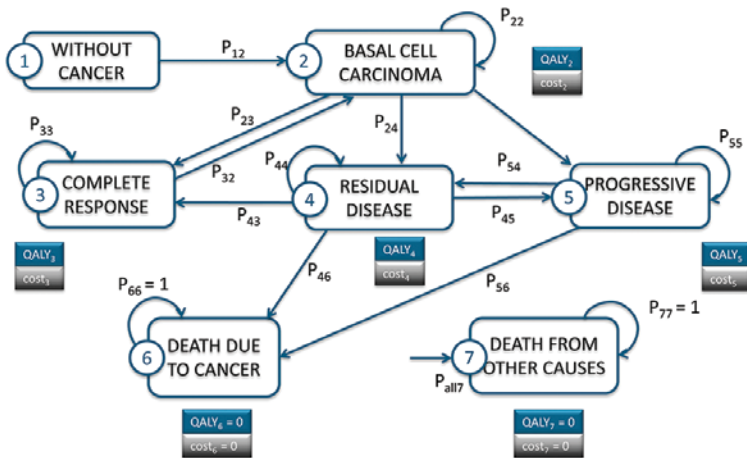 1
WITHOUT
CANCER
P12
2
BASAL CELL
CARCINOMA
P22
QALY2
cost2
P23
P32
P24
P33
3
COMPLETE
RESPONSE
P43
P44
4
RESIDUAL
DISEASE
P54
P45
5
PROGRESSIVE
DISEASE
P55
QALY3
cost3
QALY4
cost4
QALY5
cost5
P46
P56
P66 = 1
6
DEATH DUE
TO CANCER
Pall7
7
DEATH FROM
OTHER CAUSES
P77 = 1
QALY6 = 0
cost6 = 0
QALY7 = 0
cost7 = 0